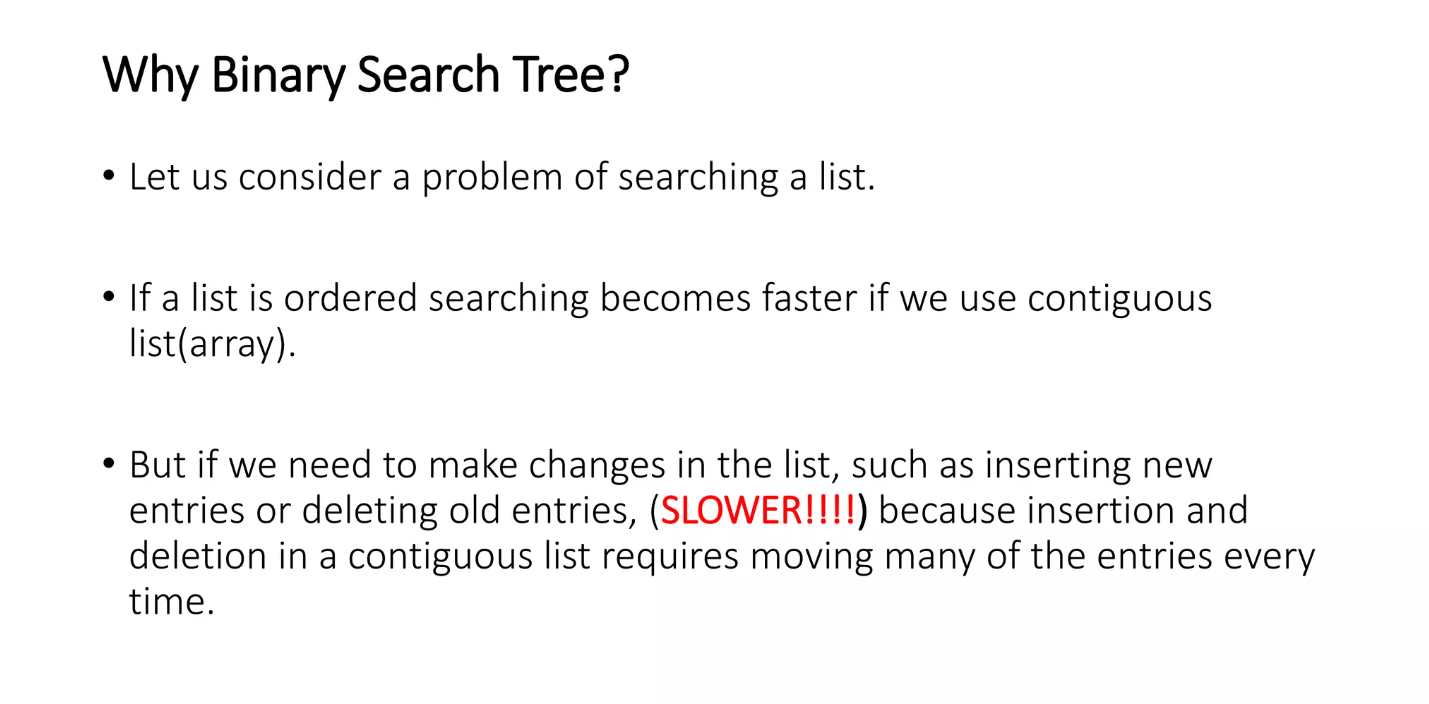 Why Binary Search Tree?
• Let us consider a problem of searching a list.
• If a list is ordered searching becomes faster if we use contiguous
list(array).
• But if we need to make changes in the list, such as inserting new
entries or deleting old entries, (SLOWER!!!!) because insertion and
deletion in a contiguous list requires moving many of the entries every
time.